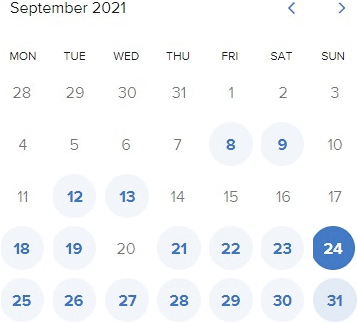 September 2021
MON TUE WED THU FRI SAT SUN
28 29 30 31 1 2 3
4 5 6 7 8 9 10
11 12 13 14 15 16 17
18 19 20 21 22 23 24
25 26 27 28 29 30 31